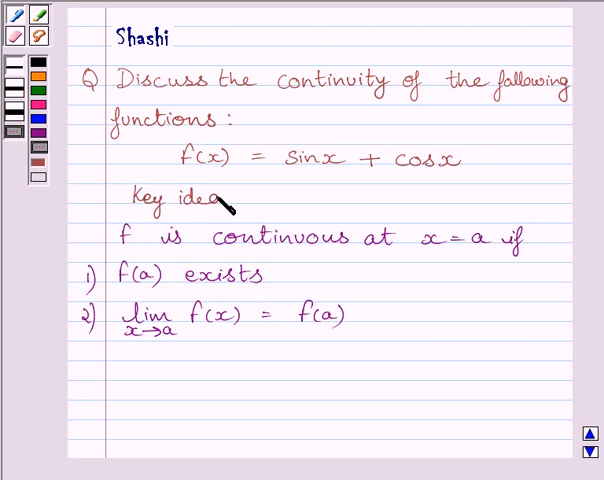 Shashi
Q Discuss the continuity of the following
functions :
f(x) = sinx + cosx
Key idea
f is continuous at x = a if
1) f(a) exists
2) lim f(x) = f(a)
x→a